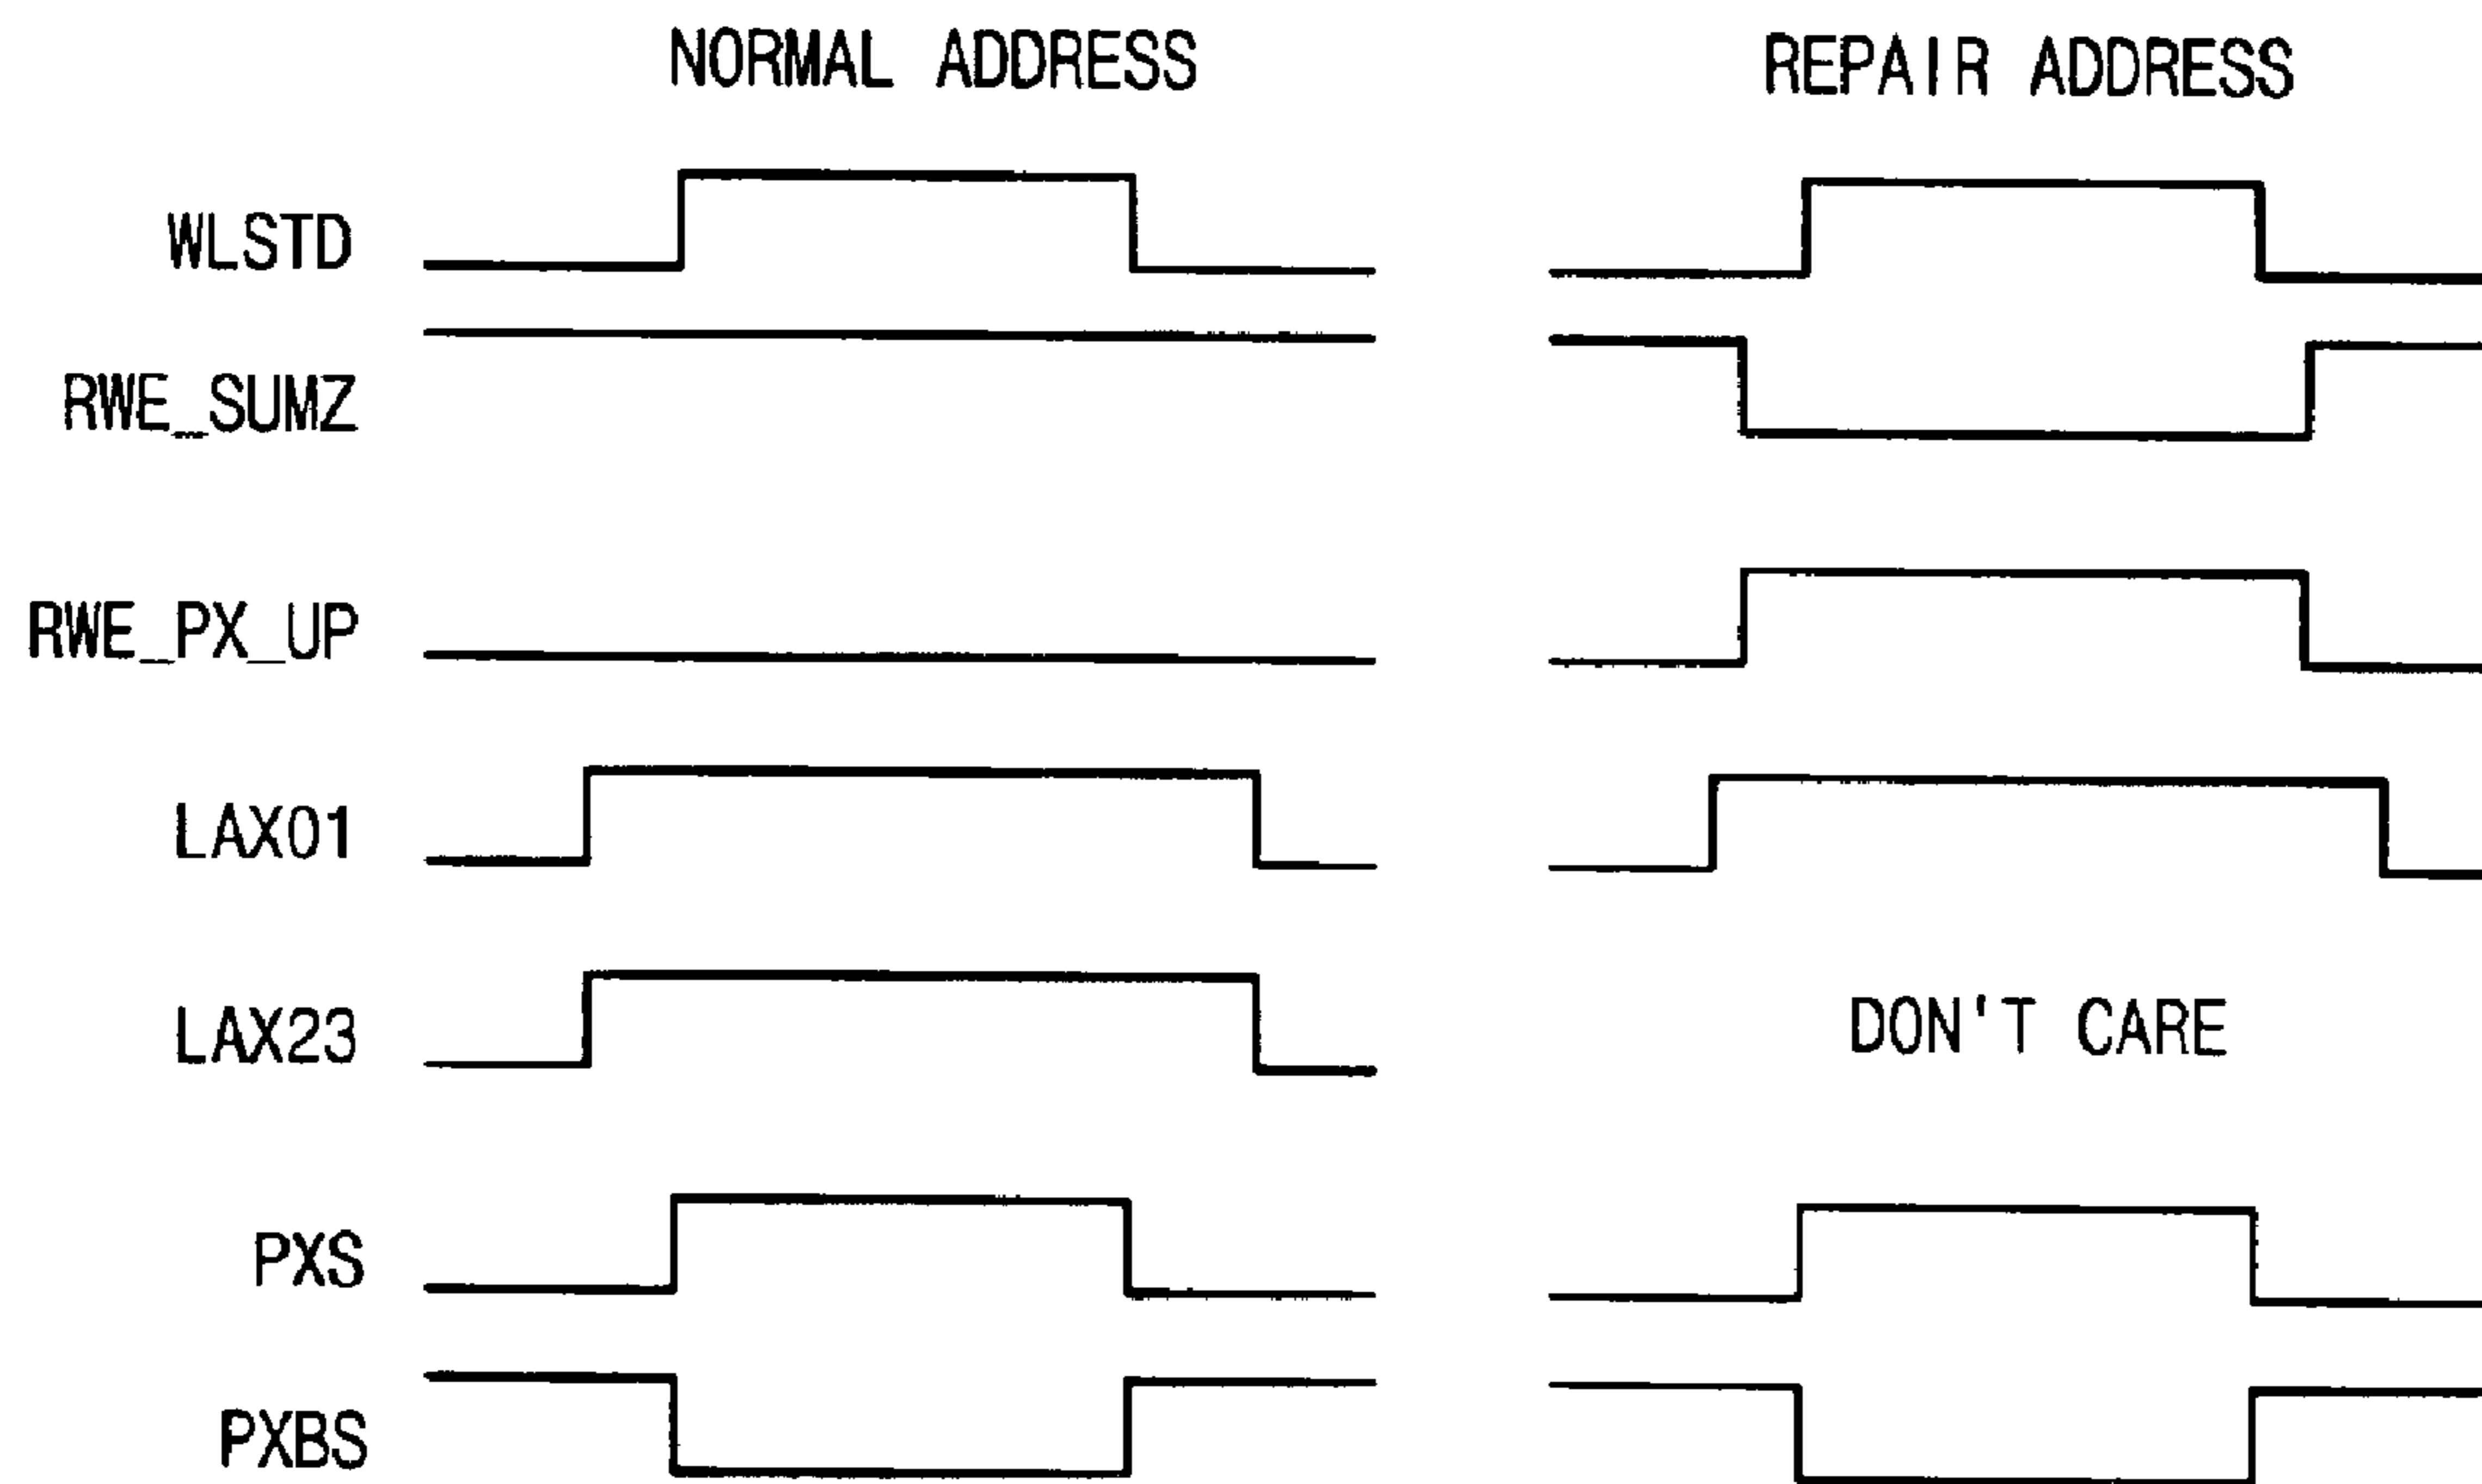 NORMAL ADDRESS
REPAIR ADDRESS
WLSTD
RWE_SUMZ
RWE_PX_UP
LAX01
LAX23
DON'T CARE
PXS
PXBS